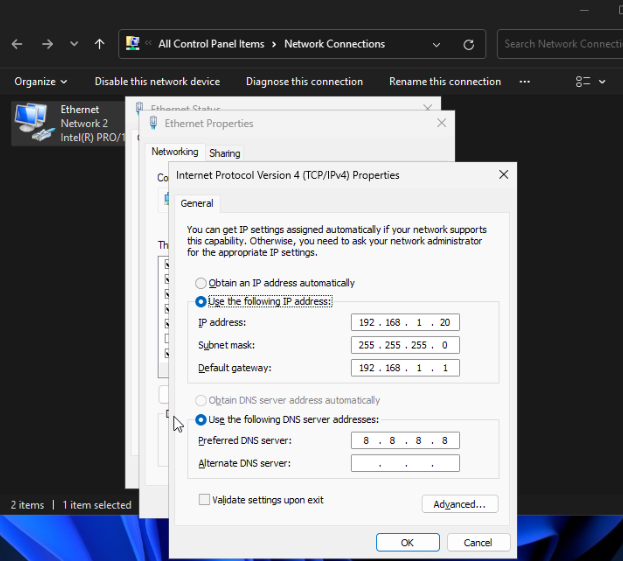 All Control Panel Items > Network Connections
Search Network Connecti
Organize
Disable this network device
Diagnose this connection
Rename this connection
Ethernet
Network 2
Intel(R) PRO/1
Ethernet Status
Ethernet Properties
Networking
Sharing
Co
Th
Internet Protocol Version 4 (TCP/IPv4) Properties
General
You can get IP settings assigned automatically if your network supports
this capability. Otherwise, you need to ask your network administrator
for the appropriate IP settings.
Obtain an IP address automatically
Use the following IP address:
IP address: 192 . 168 . 1 . 20
Subnet mask: 255 . 255 . 255 . 0
Default gateway: 192 . 168 . 1 . 1
Obtain DNS server address automatically
Use the following DNS server addresses:
Preferred DNS server: 8 . 8 . 8 . 8
Alternate DNS server: . . .
Validate settings upon exit
Advanced...
OK
Cancel
2 items
1 item selected